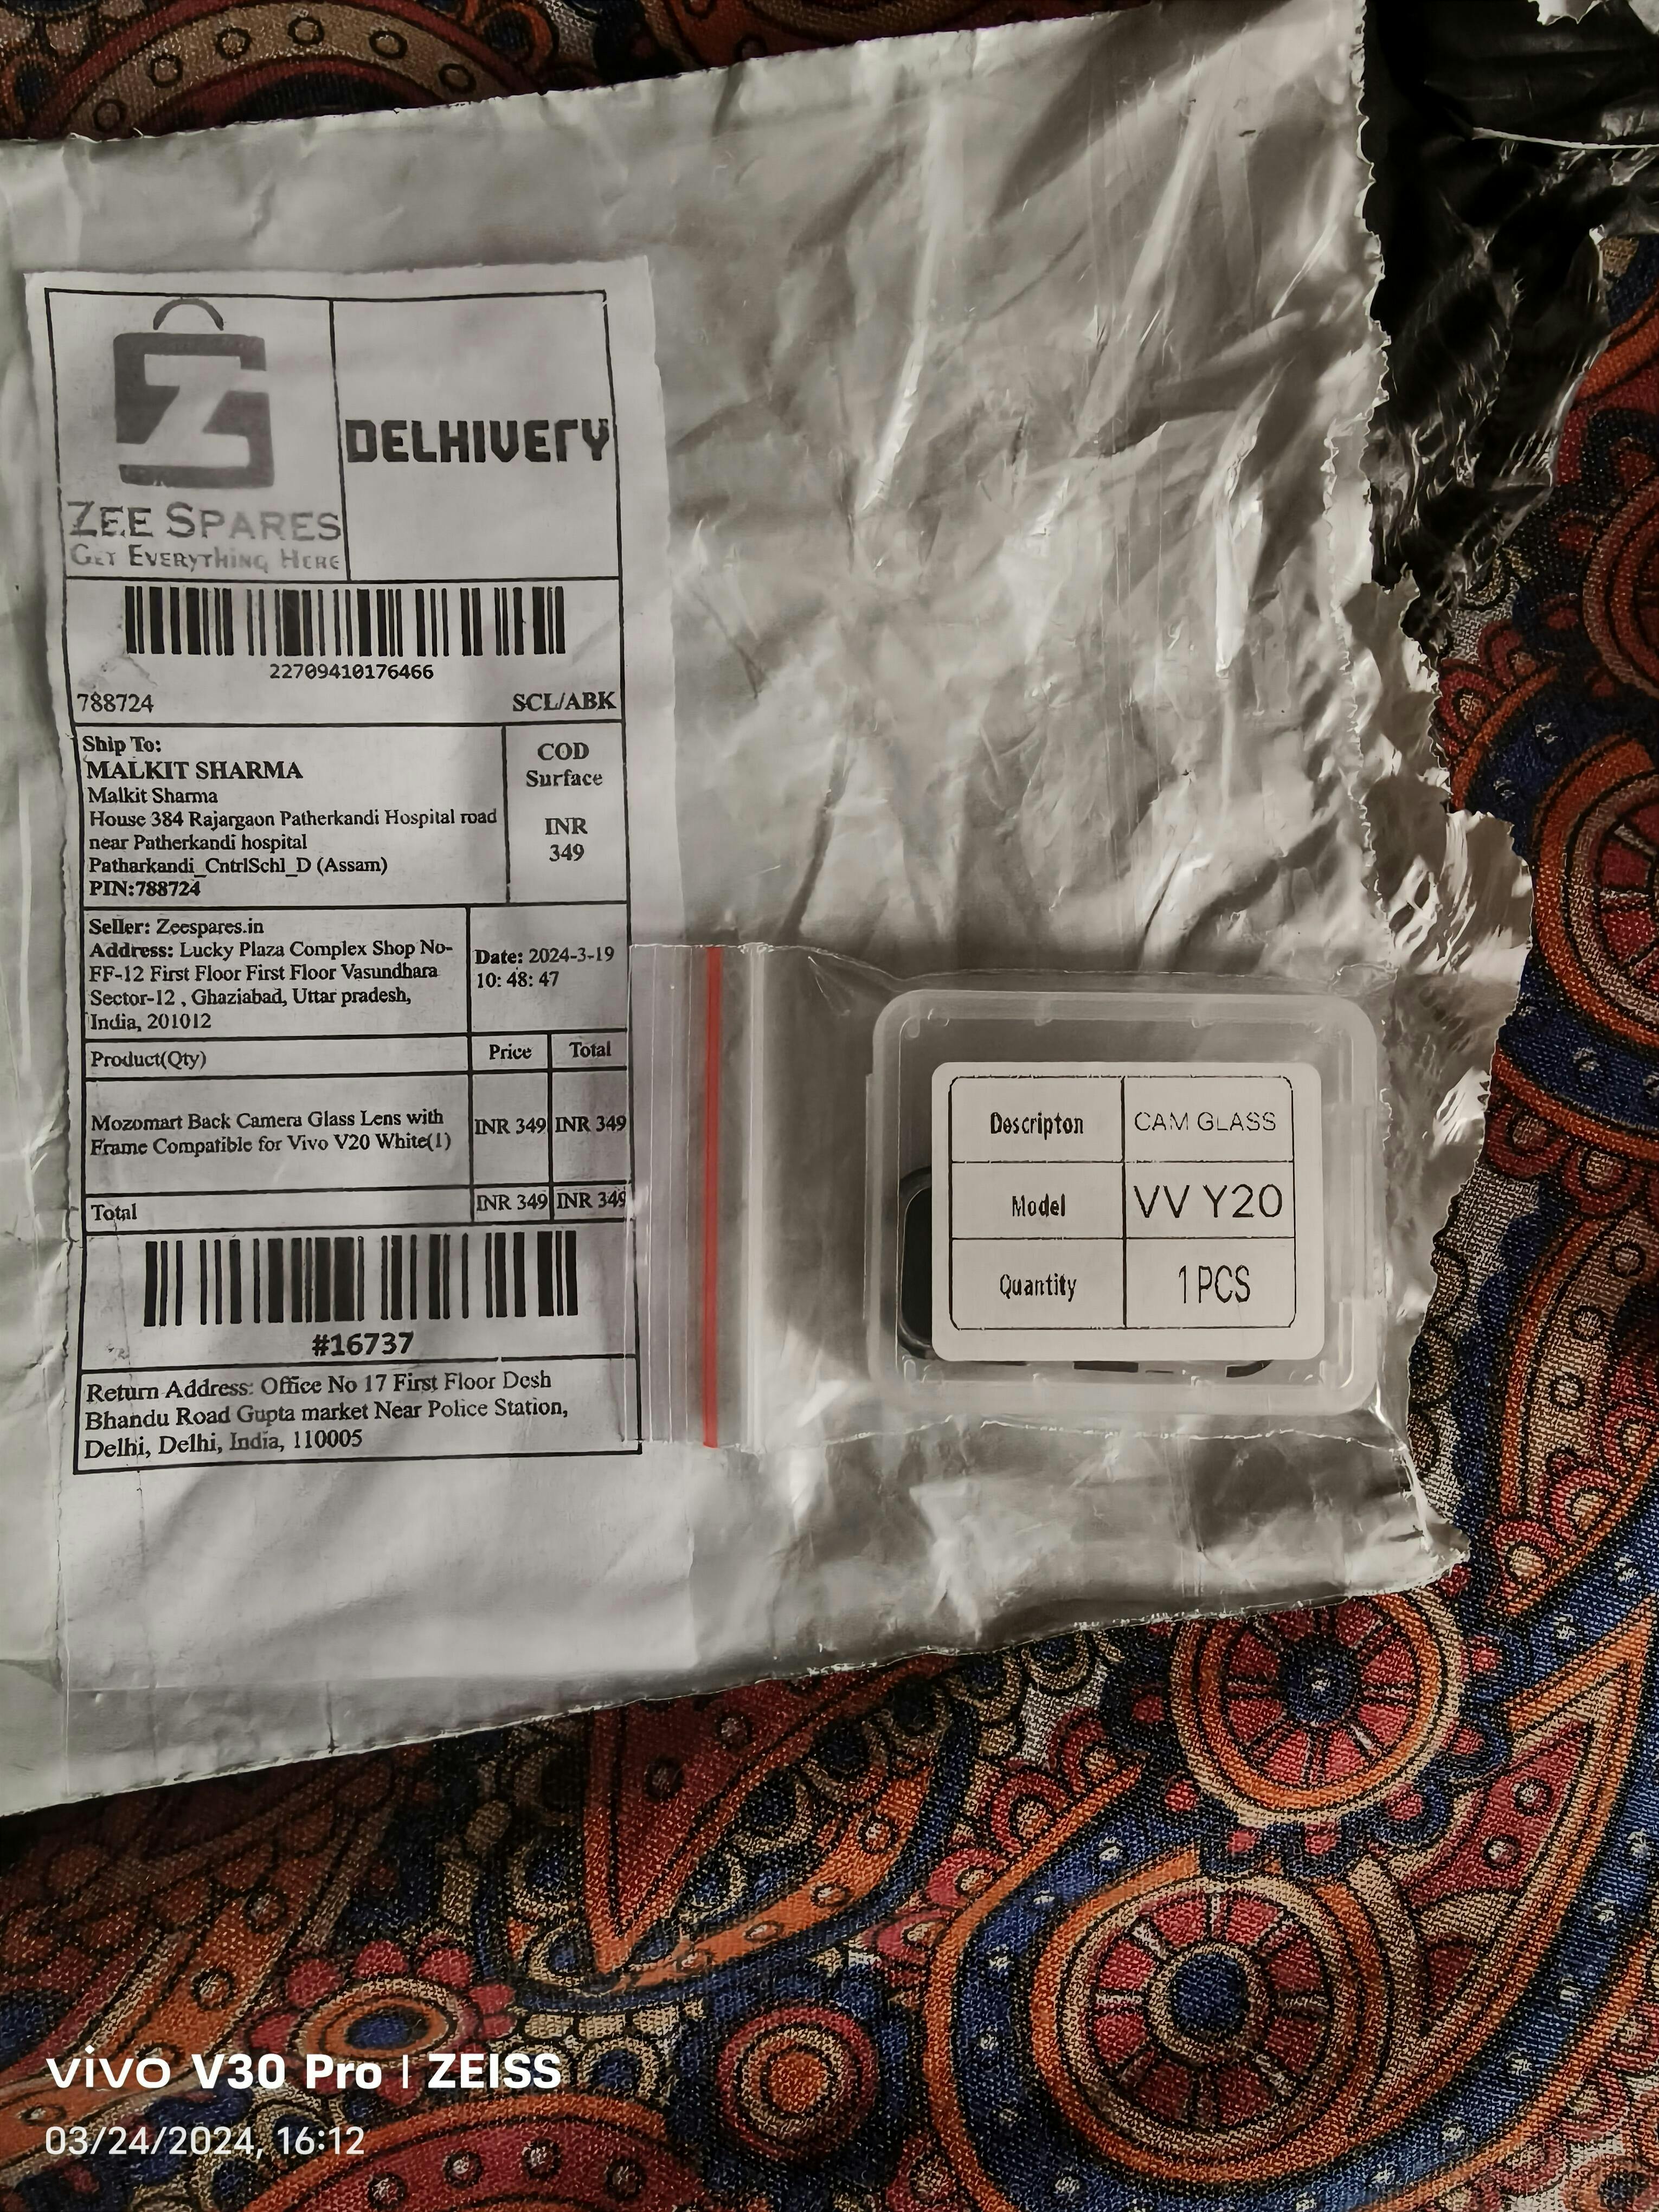 ZEE SPARES
GET EVERYTHING HERE
DELHIVERY
22709410176466
788724
SCL/ABK
Ship To:
MALKIT SHARMA
Malkit Sharma
House 384 Rajargaon Patherkandi Hospital road
near Patherkandi hospital
Patharkandi_CntrlSchl_D (Assam)
PIN:788724
COD
Surface
INR
349
Seller: Zeespares.in
Address: Lucky Plaza Complex Shop No-
FF-12 First Floor First Floor Vasundhara
Sector-12 , Ghaziabad, Uttar pradesh,
India, 201012
Date: 2024-3-19
10: 48: 47
Product(Qty) Price Total
Mozomart Back Camera Glass Lens with
Frame Compatible for Vivo V20 White(1)
INR 349 INR 349
Total INR 349 INR 349
#16737
Return Address: Office No 17 First Floor Desh
Bhandu Road Gupta market Near Police Station,
Delhi, Delhi, India, 110005
Descripton CAM GLASS
Model VV Y20
Quantity 1 PCS
vivo V30 Pro | ZEISS
03/24/2024, 16:12